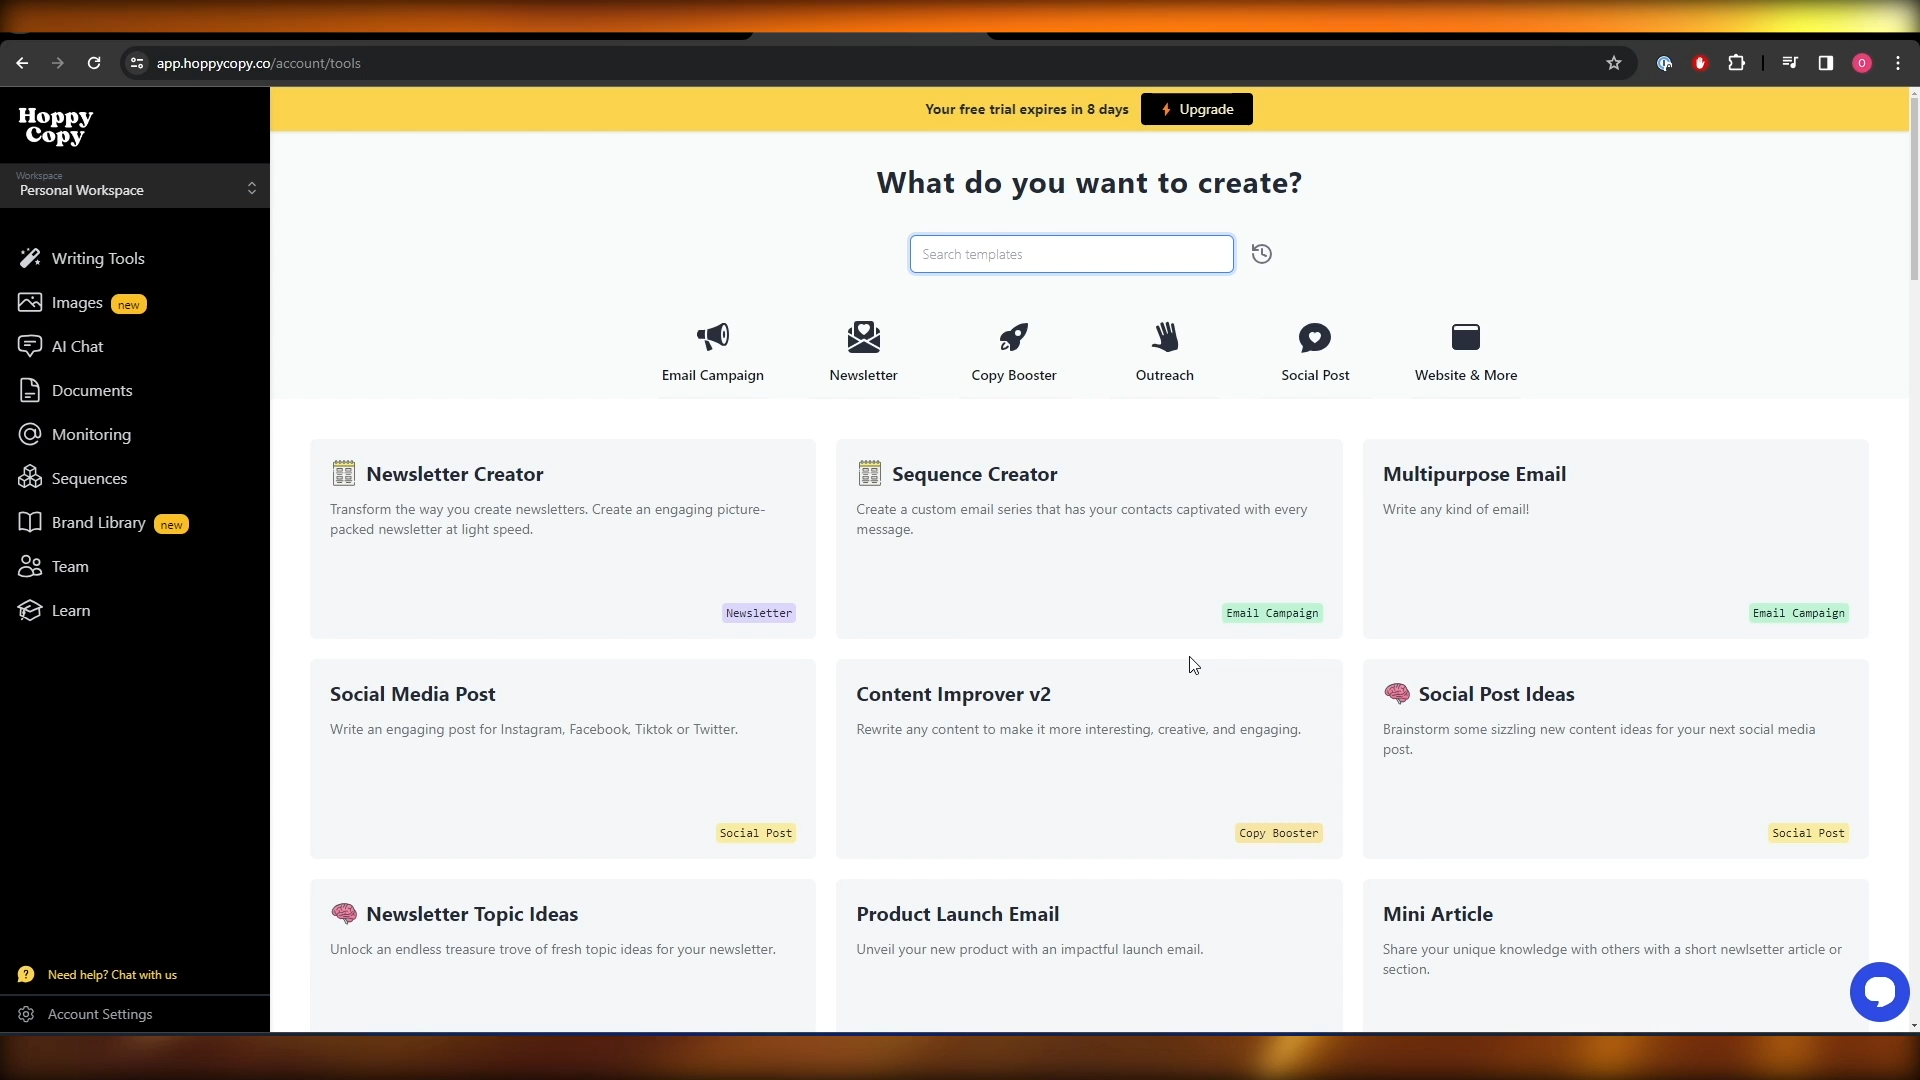 app.hoppycopy.co/account/tools
O
Hoppy
Copy
Your free trial expires in 8 days
Upgrade
Workspace
Personal Workspace
Writing Tools
Images new
AI Chat
Documents
Monitoring
Sequences
Brand Library new
Team
Learn
? Need help? Chat with us
Account Settings
What do you want to create?
Search templates
Email Campaign
Newsletter
Copy Booster
Outreach
Social Post
Website & More
Newsletter Creator
Transform the way you create newsletters. Create an engaging picture-
packed newsletter at light speed.
Newsletter
Sequence Creator
Create a custom email series that has your contacts captivated with every
message.
Email Campaign
Multipurpose Email
Write any kind of email!
Email Campaign
Social Media Post
Write an engaging post for Instagram, Facebook, Tiktok or Twitter.
Social Post
Content Improver v2
Rewrite any content to make it more interesting, creative, and engaging.
Copy Booster
Social Post Ideas
Brainstorm some sizzling new content ideas for your next social media
post.
Social Post
Newsletter Topic Ideas
Unlock an endless treasure trove of fresh topic ideas for your newsletter.
Product Launch Email
Unveil your new product with an impactful launch email.
Mini Article
Share your unique knowledge with others with a short newlsetter article or
section.